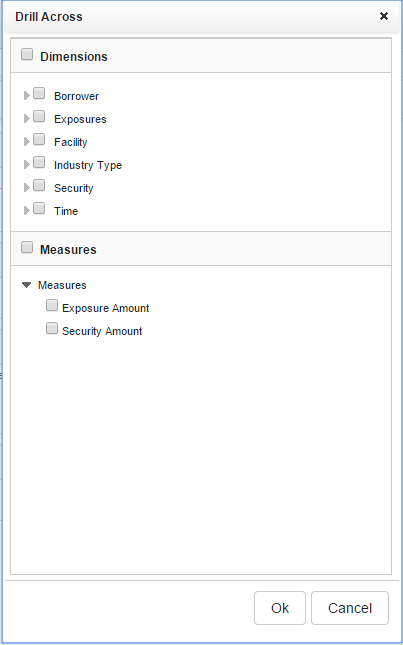 Drill Across
Dimensions
Borrower
Exposures
Facility
Industry Type
Security
Time
Measures
Measures
Exposure Amount
Security Amount
Ok Cancel